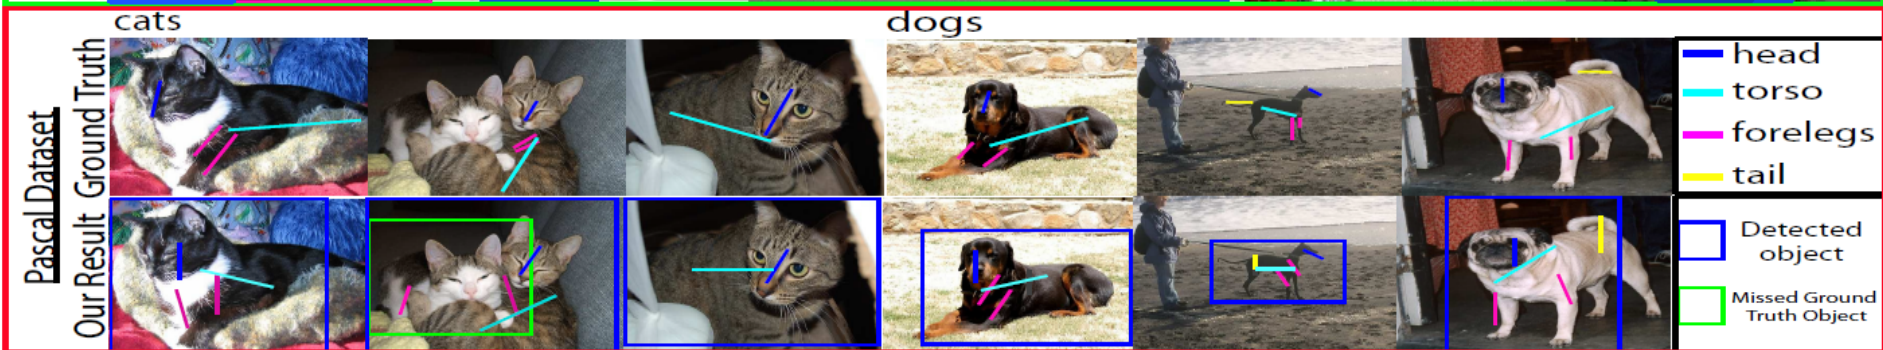 cats
dogs
Pascal Dataset
Ground Truth
Our Result
head
torso
forelegs
tail
Detected
object
Missed Ground
Truth Object